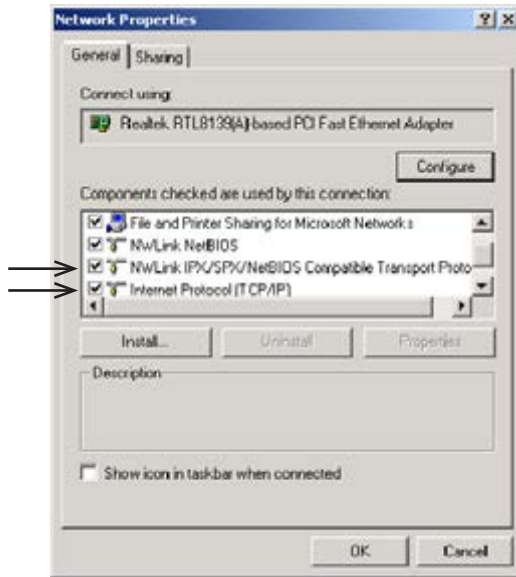 Network Properties
General Sharing
Connect using:
Realtek RTL8139(A)-based PCI Fast Ethernet Adapter
Configure
Components checked are used by this connection:
File and Printer Sharing for Microsoft Networks
NWLink NetBIOS
NWLink IPX/SPX/NetBIOS Compatible Transport Proto
Internet Protocol (TCP/IP)
Install... Uninstall Properties
Description
Show icon in taskbar when connected
OK Cancel